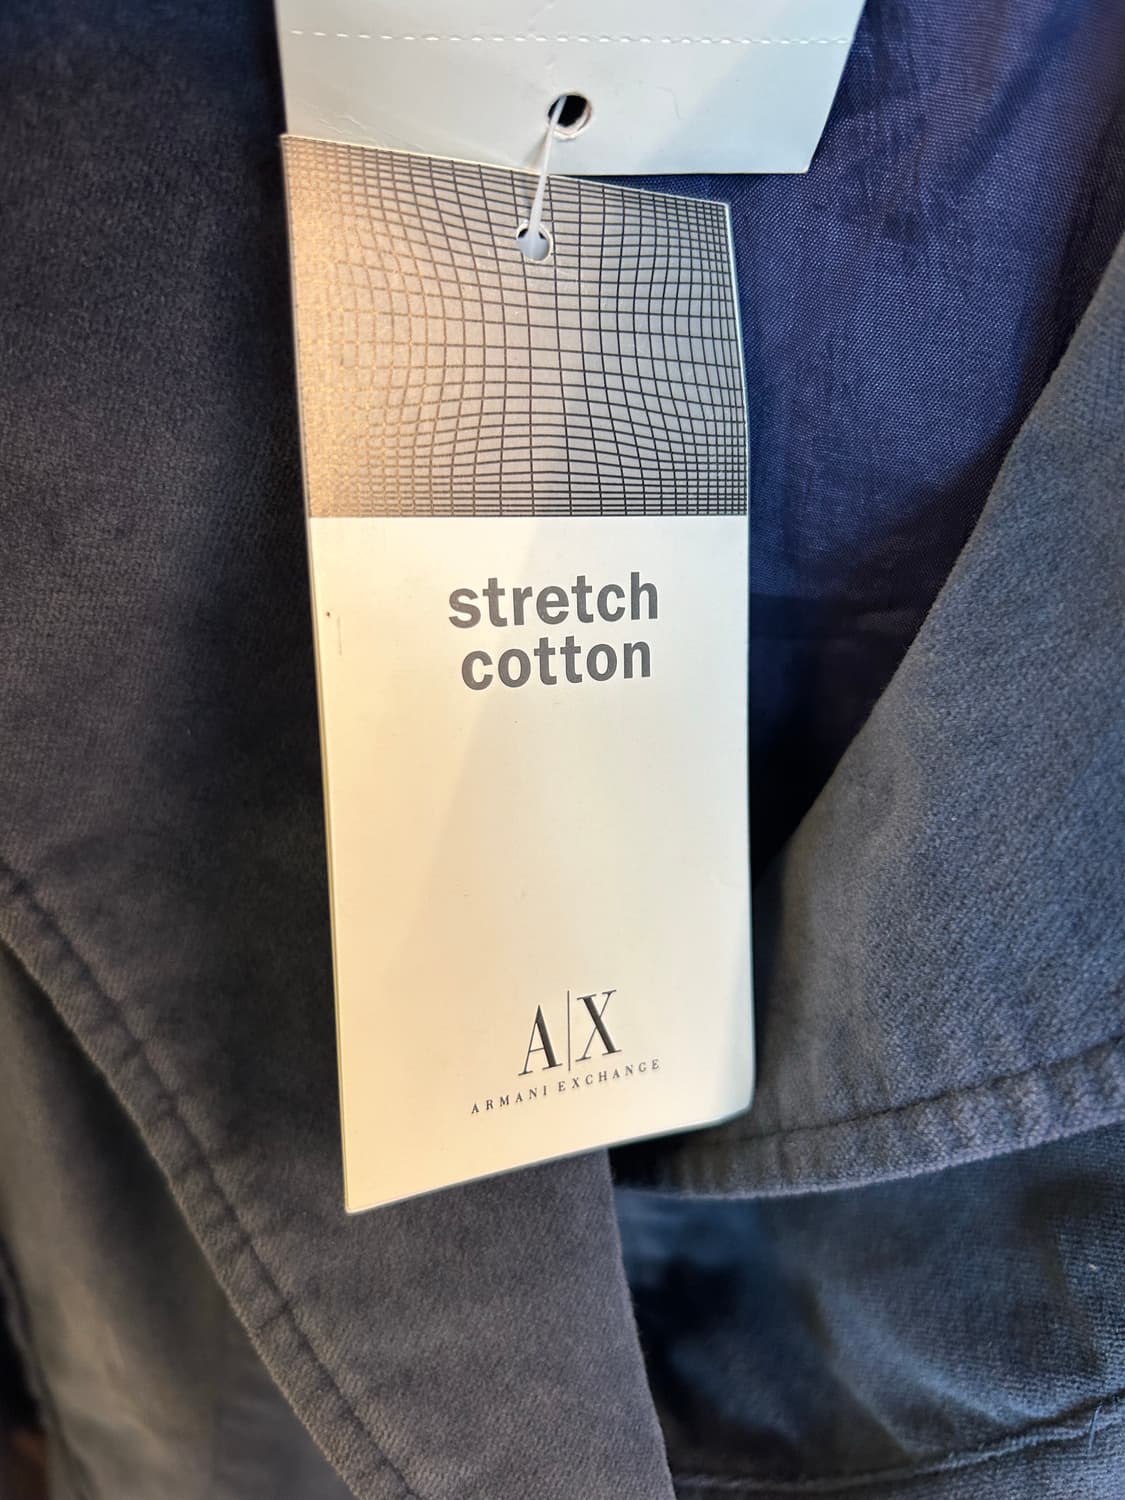 stretch
cotton
A|X
ARMANI EXCHANGE